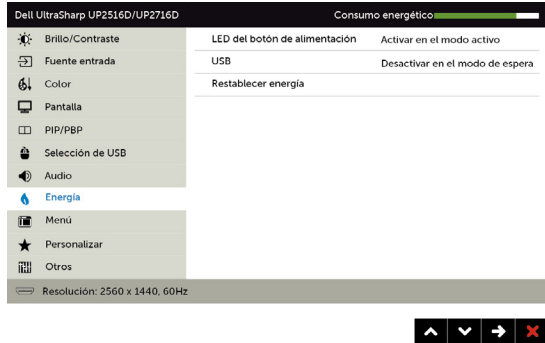 Dell UltraSharp UP2516D/UP2716D Consumo energético
Brillo/Contraste
Fuente entrada
Color
Pantalla
PIP/PBP
Selección de USB
Audio
Energía
Menú
Personalizar
Otros
LED del botón de alimentación Activar en el modo activo
USB Desactivar en el modo de espera
Restablecer energía
Resolución: 2560 x 1440, 60Hz